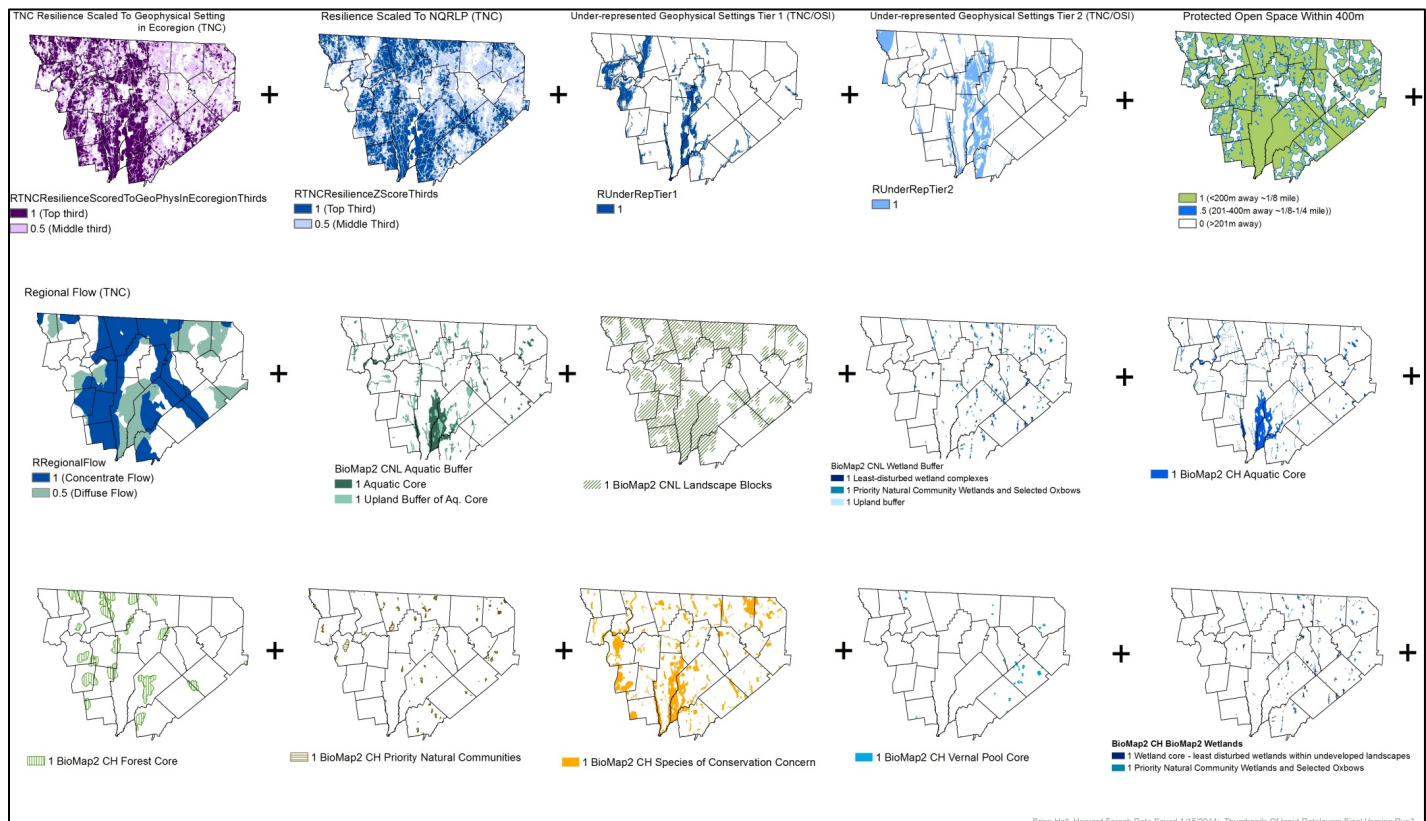 TNC Resilience Scaled To Geophysical Setting
in Ecoregion (TNC)
Resilience Scaled To NQRLP (TNC)
Under-represented Geophysical Settings Tier 1 (TNC/OSI)
Under-represented Geophysical Settings Tier 2 (TNC/OSI)
Protected Open Space Within 400m
+
+
+
+
+
RTNCResilienceScoredToGeoPhysInEcoregionThirds
1 (Top third)
0.5 (Middle third)
RTNCResilienceZScoreThirds
1 (Top Third)
0.5 (Middle Third)
RUnderRepTier1
1
RUnderRepTier2
1
1 (<200m away ~1/8 mile)
.5 (201-400m away ~1/8-1/4 mile))
0 (>201m away)
Regional Flow (TNC)
+
+
+
+
+
RRegionalFlow
1 (Concentrate Flow)
0.5 (Diffuse Flow)
BioMap2 CNL Aquatic Buffer
1 Aquatic Core
1 Upland Buffer of Aq. Core
1 BioMap2 CNL Landscape Blocks
BioMap2 CNL Wetland Buffer
1 Least-disturbed wetland complexes
1 Priority Natural Community Wetlands and Selected Oxbows
1 Upland buffer
1 BioMap2 CH Aquatic Core
+
+
+
+
+
1 BioMap2 CH Forest Core
1 BioMap2 CH Priority Natural Communities
1 BioMap2 CH Species of Conservation Concern
1 BioMap2 CH Vernal Pool Core
BioMap2 CH BioMap2 Wetlands
1 Wetland core - least disturbed wetlands within undeveloped landscapes
1 Priority Natural Community Wetlands and Selected Oxbows
Brian Hall, Harvard Forest; Date Saved 1/15/2014;